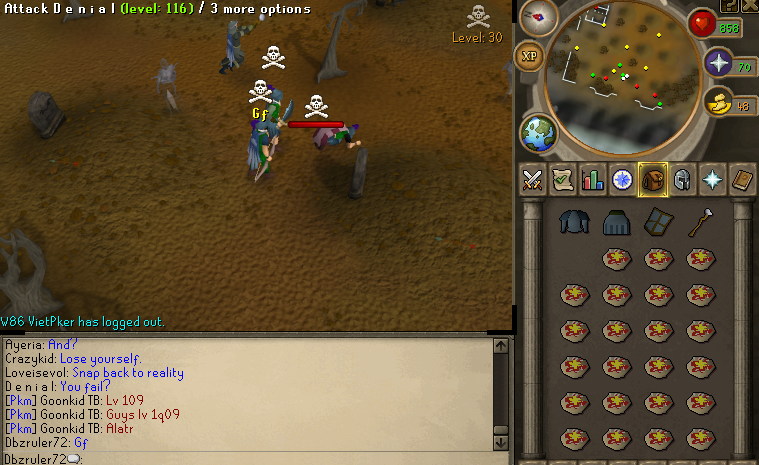 Attack D e n i a l (level: 116) / 3 more options
Level: 30
858
XP
70
48
Gf
W86 VietPker has logged out.
Ayeria: And?
Crazykid: Lose yourself.
Loveisevol: Snap back to reality
D e n i a l: You fail?
[Pkm] Goonkid TB: Lv 109
[Pkm] Goonkid TB: Guys lv 1q09
[Pkm] Goonkid TB: Alatr
Dbzruler72: Gf
Dbzruler72: